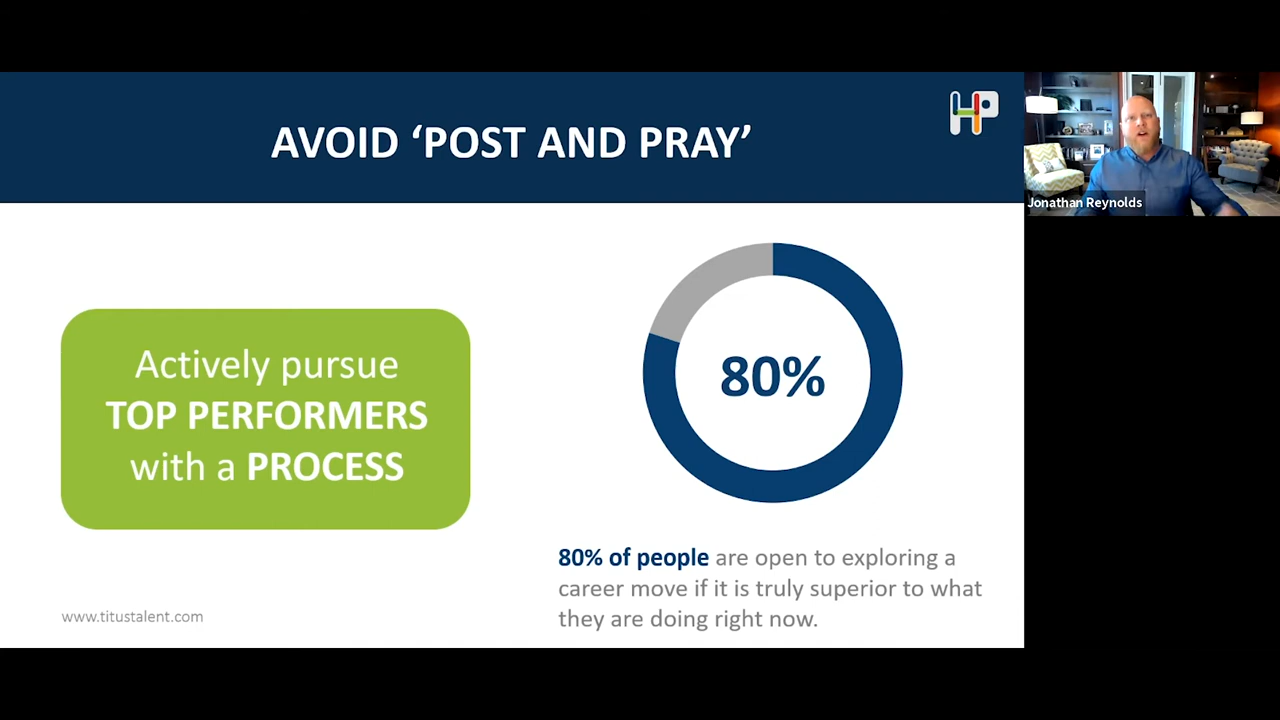 AVOID ‘POST AND PRAY’
HP
Jonathan Reynolds
Actively pursue
TOP PERFORMERS
with a PROCESS
80%
80% of people are open to exploring a
career move if it is truly superior to what
they are doing right now.
www.titustalent.com